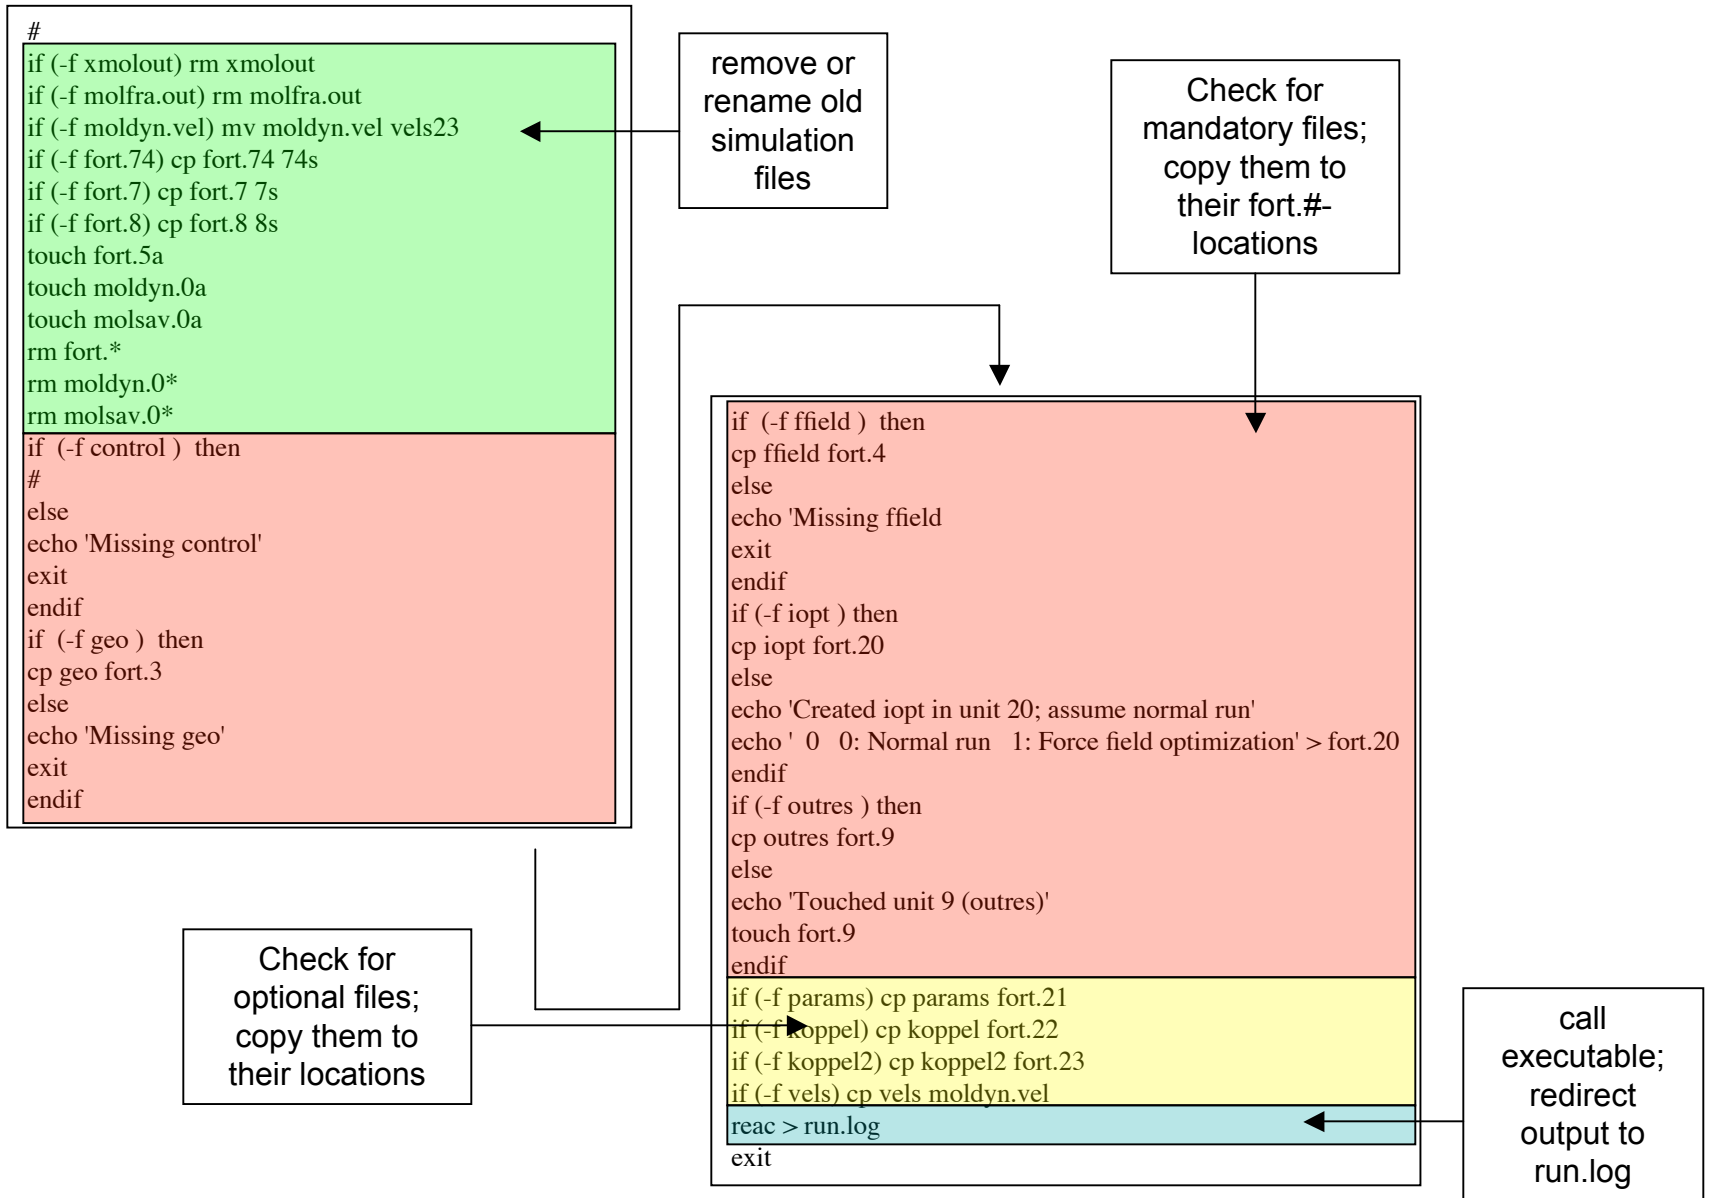 #
if (-f xmolout) rm xmolout
if (-f molfra.out) rm molfra.out
if (-f moldyn.vel) mv moldyn.vel vels23
if (-f fort.74) cp fort.74 74s
if (-f fort.7) cp fort.7 7s
if (-f fort.8) cp fort.8 8s
touch fort.5a
touch moldyn.0a
touch molsav.0a
rm fort.*
rm moldyn.0*
rm molsav.0*
if  (-f control )  then
#
else
echo 'Missing control'
exit
endif
if  (-f geo )  then
cp geo fort.3
else
echo 'Missing geo'
exit
endif
remove or
rename old
simulation
files
Check for
mandatory files;
copy them to
their fort.#-
locations
if  (-f ffield )  then
cp ffield fort.4
else
echo 'Missing ffield
exit
endif
if (-f iopt ) then
cp iopt fort.20
else
echo 'Created iopt in unit 20; assume normal run'
echo '  0   0: Normal run   1: Force field optimization' > fort.20
endif
if (-f outres ) then
cp outres fort.9
else
echo 'Touched unit 9 (outres)'
touch fort.9
endif
if (-f params) cp params fort.21
if (-f koppel) cp koppel fort.22
if (-f koppel2) cp koppel2 fort.23
if (-f vels) cp vels moldyn.vel
reac > run.log
exit
Check for
optional files;
copy them to
their locations
call
executable;
redirect
output to
run.log